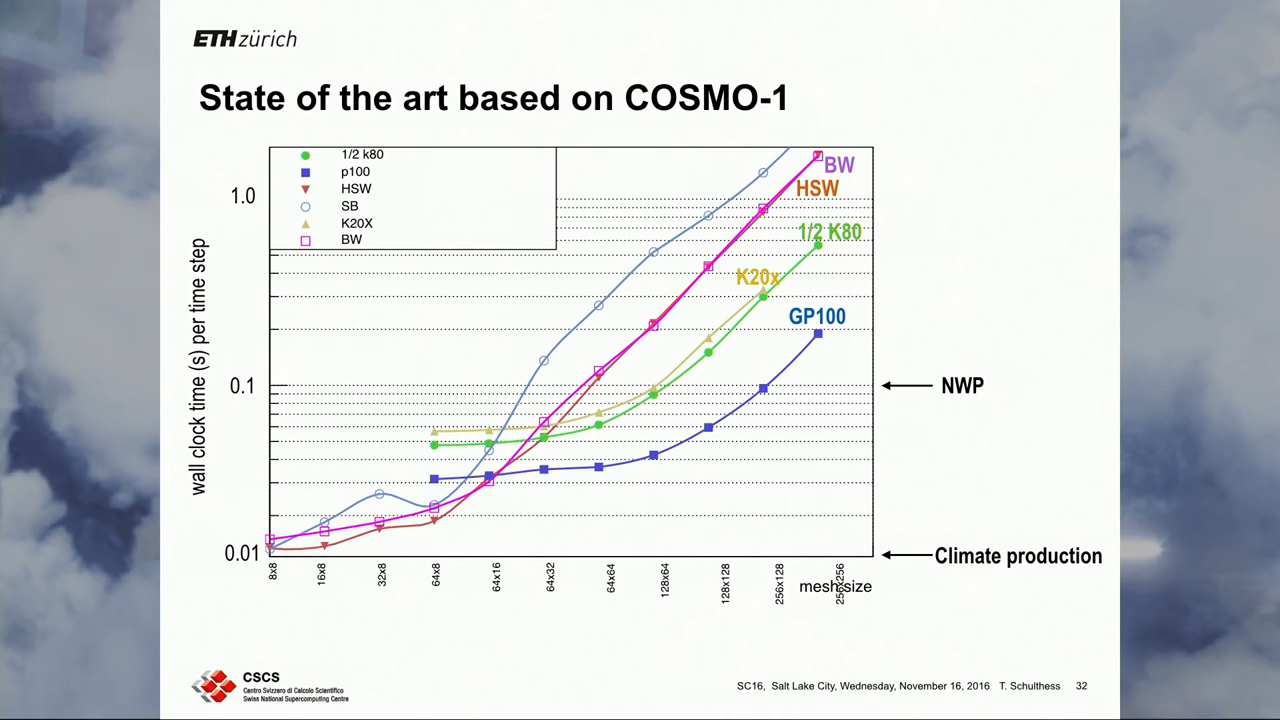 ETH zürich
State of the art based on COSMO-1
1/2 k80
p100
HSW
SB
K20X
BW
wall clock time (s) per time step
1.0
0.1
0.01
BW
HSW
1/2 K80
K20x
GP100
NWP
Climate production
8x8
16x8
32x8
64x8
64x16
64x32
64x64
128x64
128x128
256x128
256x256
mesh size
CSCS
Centro Svizzero di Calcolo Scientifico
Swiss National Supercomputing Centre
SC16, Salt Lake City, Wednesday, November 16, 2016 T. Schulthess 32